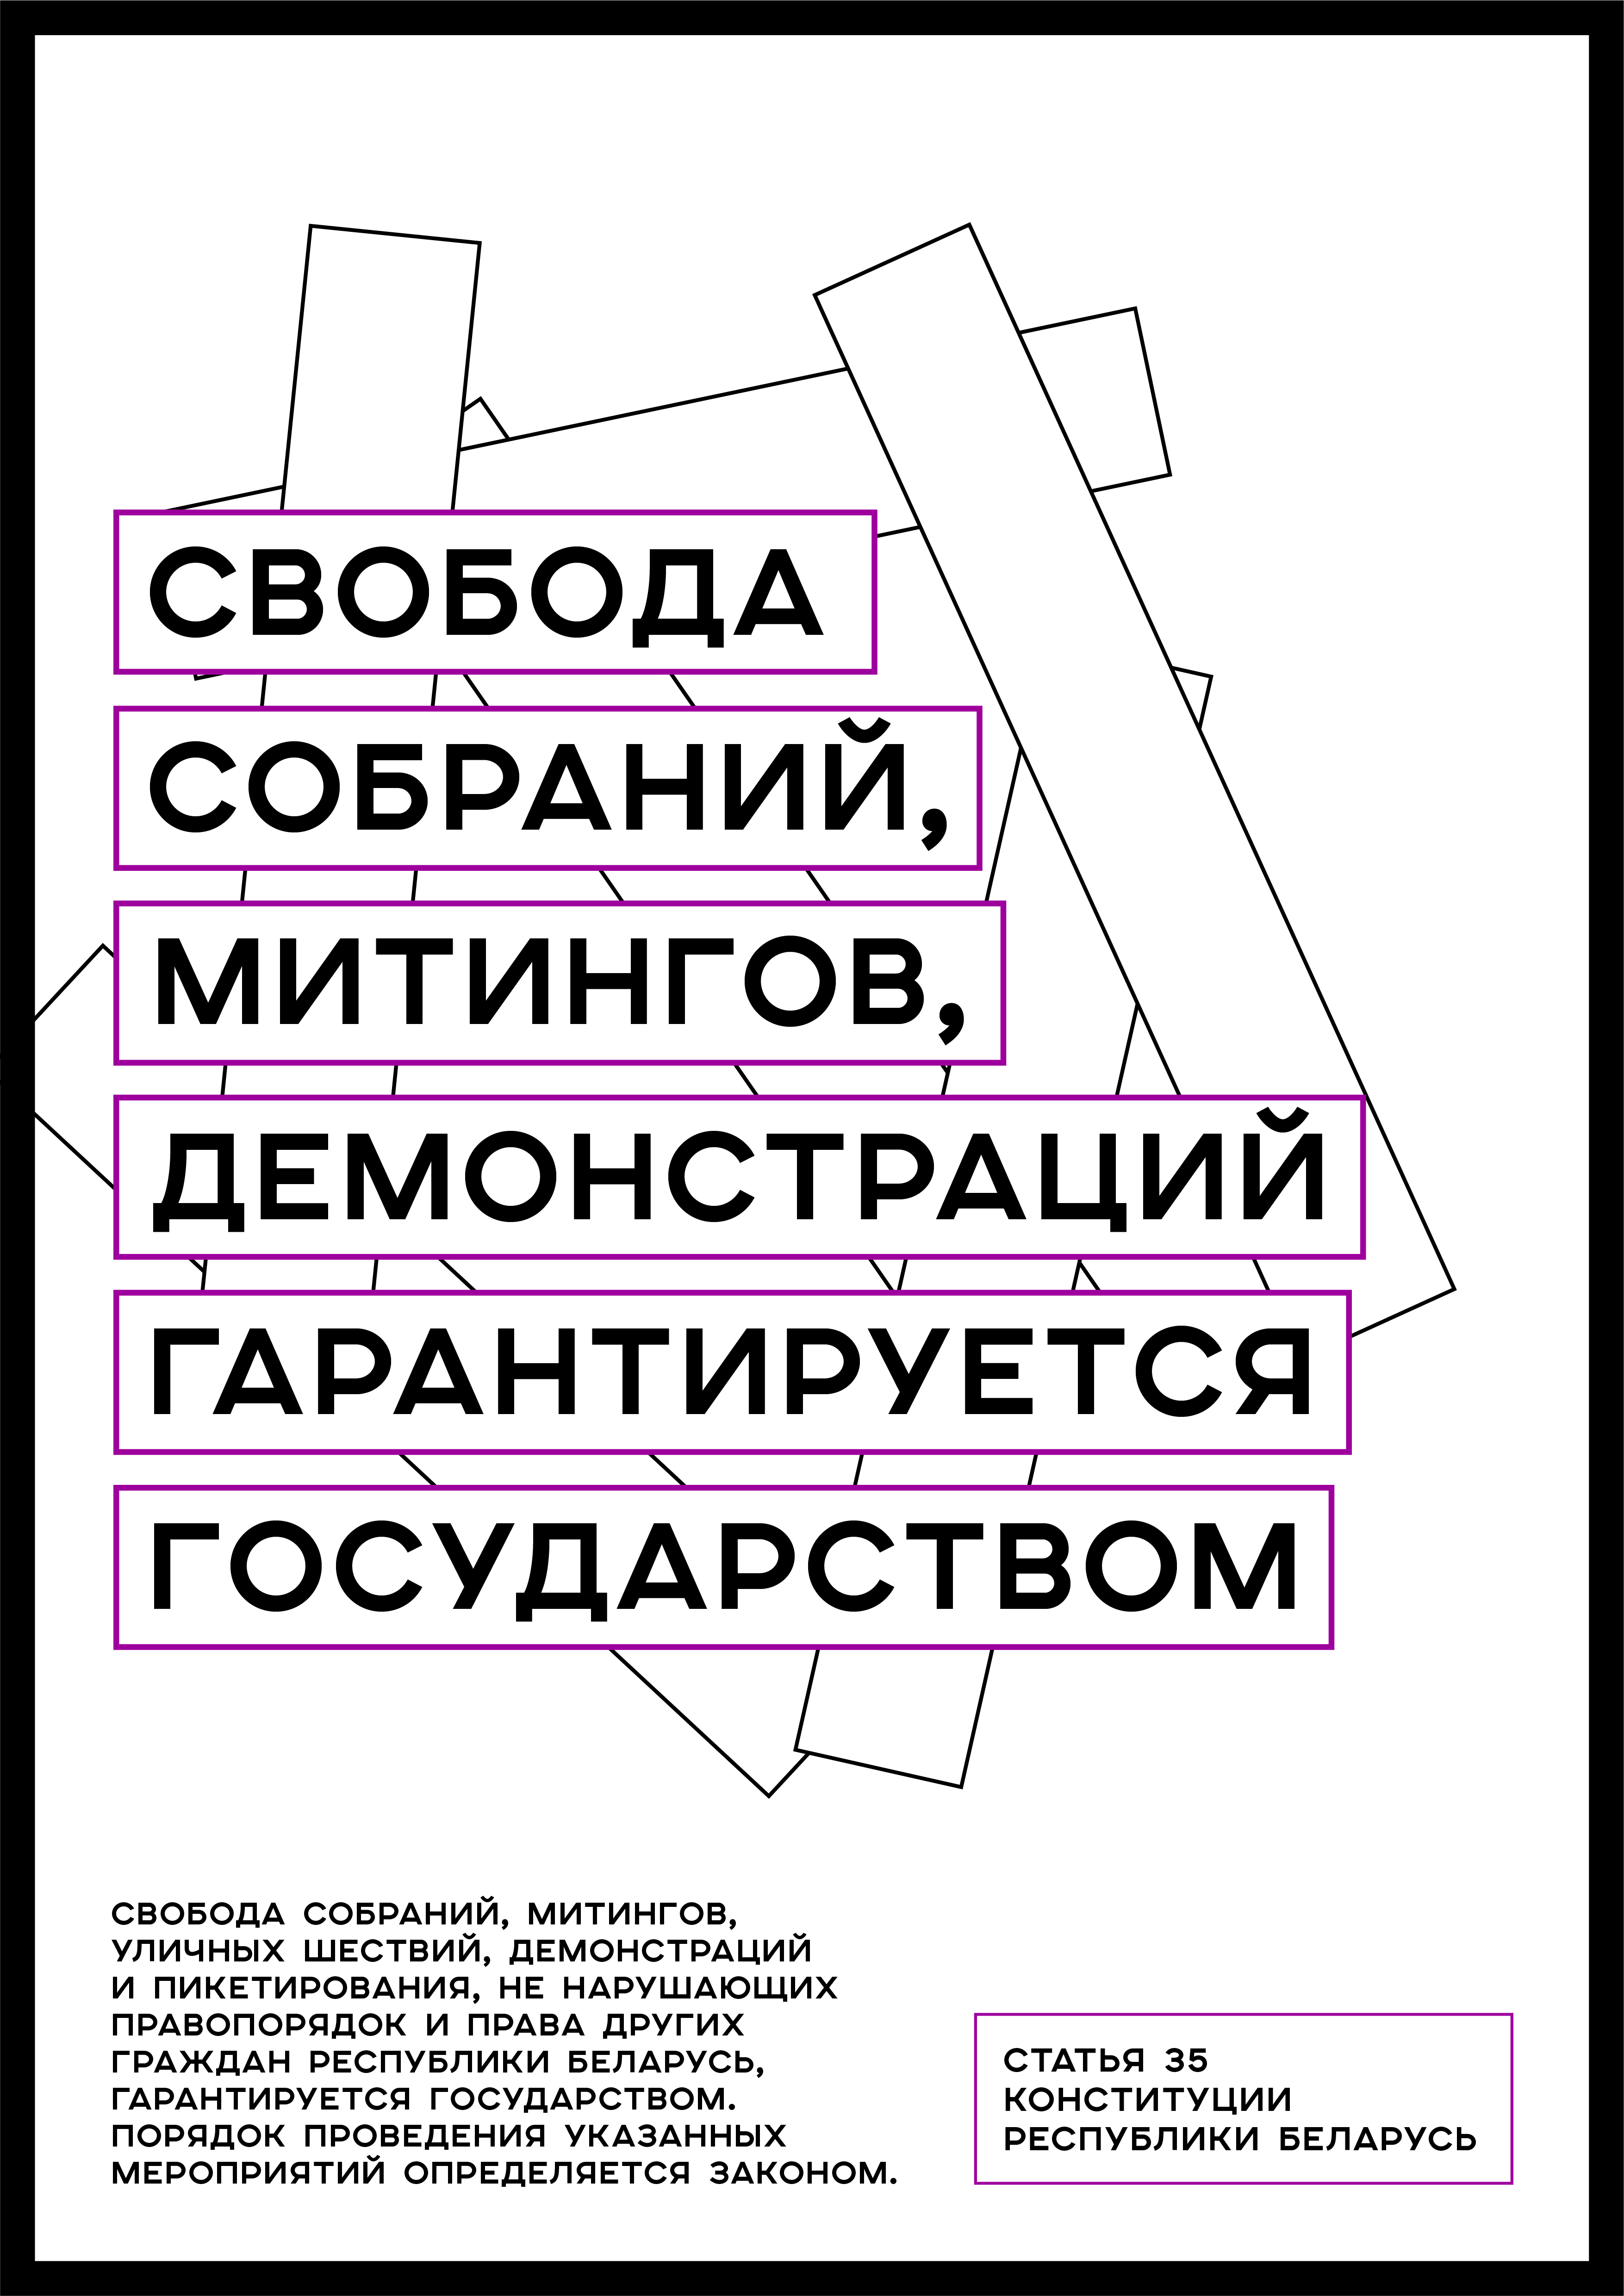 СВОБОДА
СОБРАНИЙ,
МИТИНГОВ,
ДЕМОНСТРАЦИЙ
ГАРАНТИРУЕТСЯ
ГОСУДАРСТВОМ
СВОБОДА СОБРАНИЙ, МИТИНГОВ,
УЛИЧНЫХ ШЕСТВИЙ, ДЕМОНСТРАЦИЙ
И ПИКЕТИРОВАНИЯ, НЕ НАРУШАЮЩИХ
ПРАВОПОРЯДОК И ПРАВА ДРУГИХ
ГРАЖДАН РЕСПУБЛИКИ БЕЛАРУСЬ,
ГАРАНТИРУЕТСЯ ГОСУДАРСТВОМ.
ПОРЯДОК ПРОВЕДЕНИЯ УКАЗАННЫХ
МЕРОПРИЯТИЙ ОПРЕДЕЛЯЕТСЯ ЗАКОНОМ.
СТАТЬЯ 35
КОНСТИТУЦИИ
РЕСПУБЛИКИ БЕЛАРУСЬ